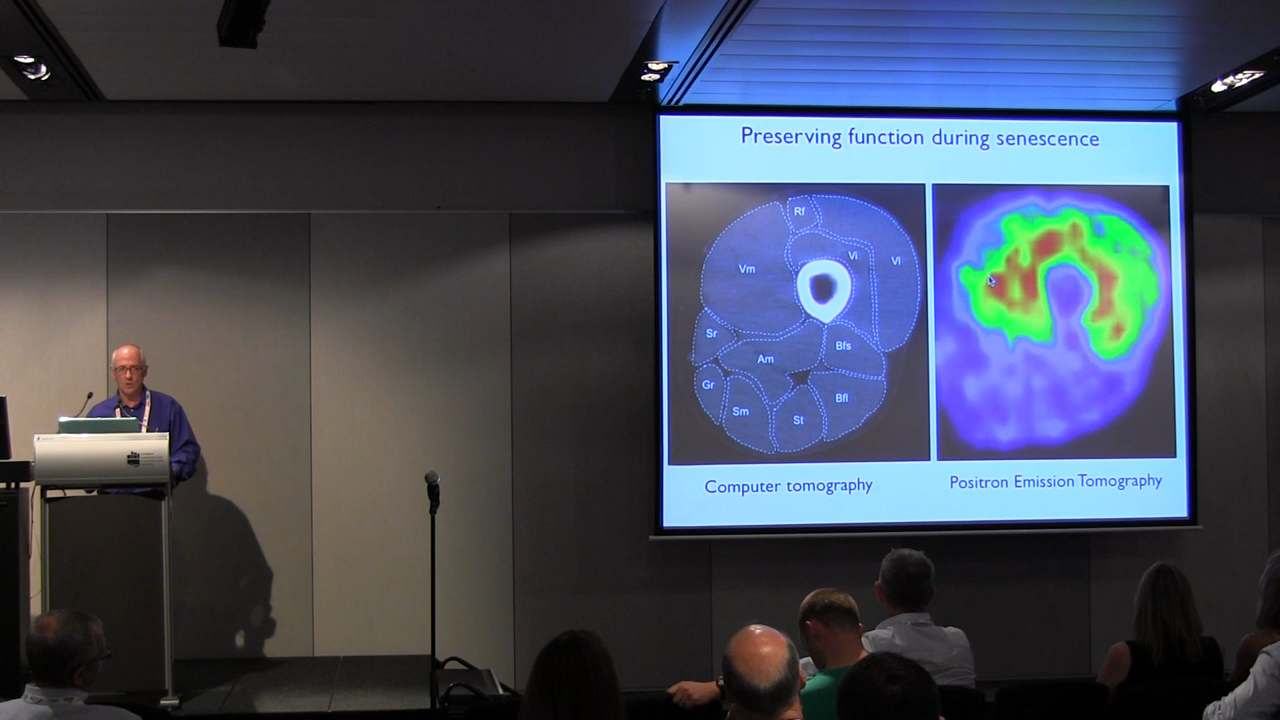 Preserving function during senescence
Rf
Vm
Vi
Vl
Sr
Am
Bfs
Gr
Sm
St
Bfl
Computer tomography
Positron Emission Tomography